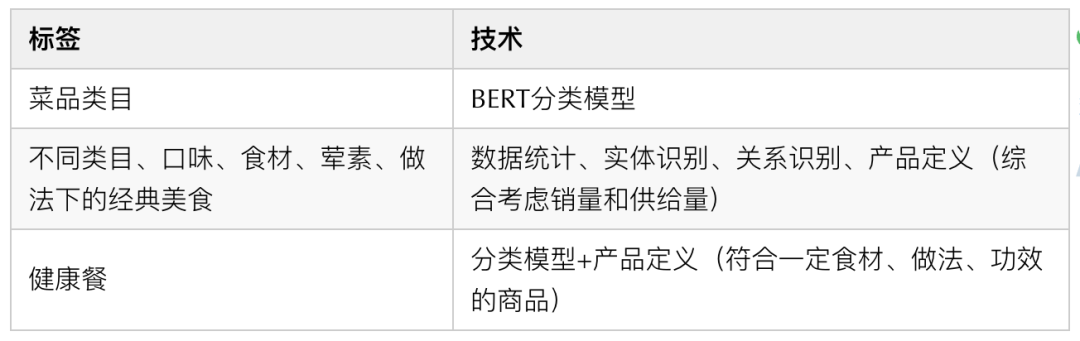 标签
技术
菜品类目
BERT分类模型
不同类目、口味、食材、荤素、做
法下的经典美食
数据统计、实体识别、关系识别、产品定义（综
合考虑销量和供给量）
健康餐
分类模型+产品定义（符合一定食材、做法、功效
的商品）